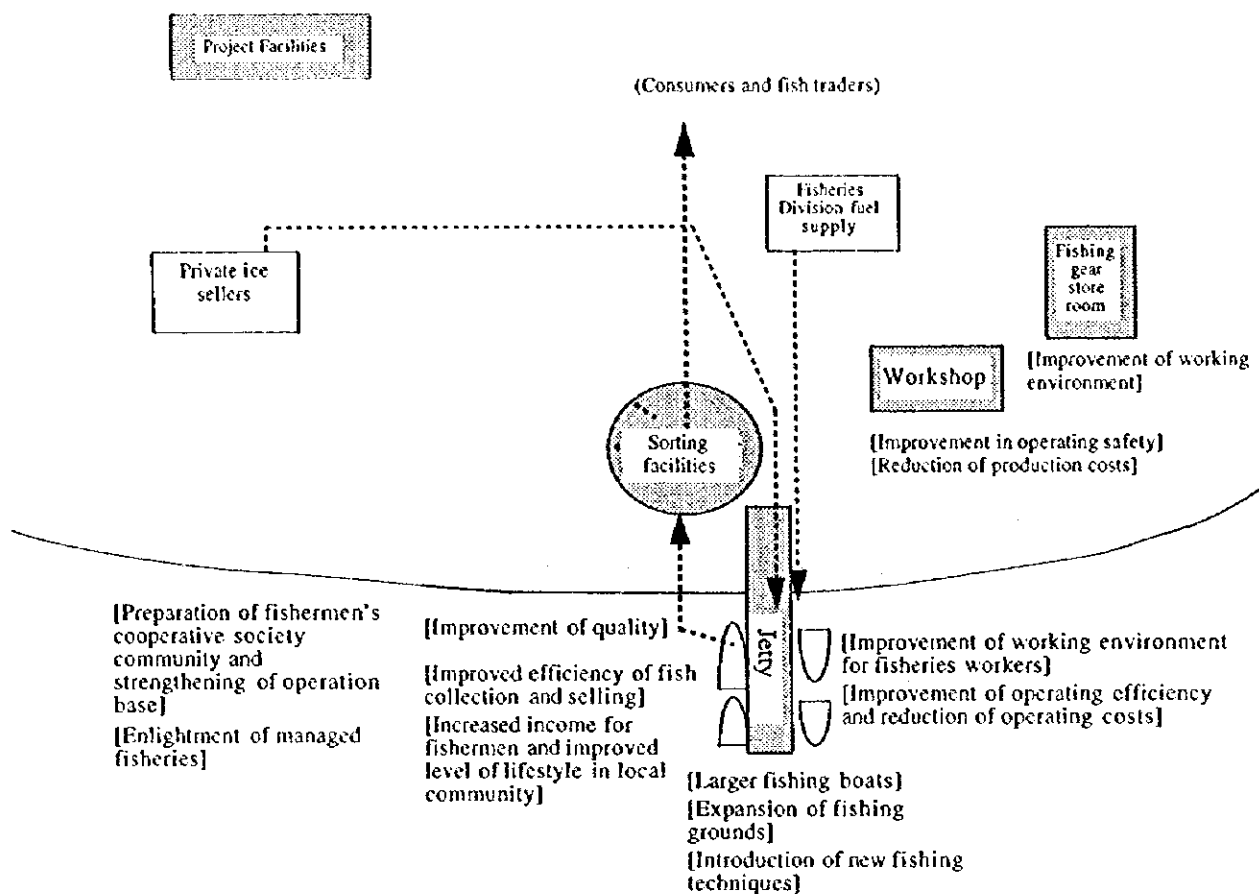 Project Facilities
(Consumers and fish traders)
Fisheries
Division fuel
supply
Private ice
sellers
Fishing
gear
store
room
[Improvement of working
environment]
Workshop
[Improvement in operating safety]
[Reduction of production costs]
Sorting
facilities
Jetty
[Preparation of fishermen's
cooperative society
community and
strengthening of operation
base]
[Enlightment of managed
fisheries]
[Improvement of quality]
[Improved efficiency of fish
collection and selling]
[Increased income for
fishermen and improved
level of lifestyle in local
community]
[Improvement of working environment
for fisheries workers]
[Improvement of operating efficiency
and reduction of operating costs]
[Larger fishing boats]
[Expansion of fishing
grounds]
[Introduction of new fishing
techniques]